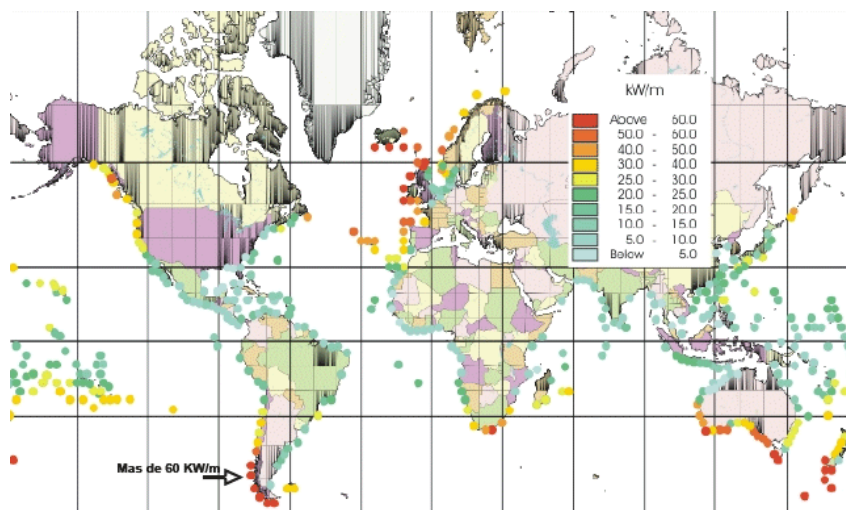 kW/m
Above 60.0
50.0 - 60.0
40.0 - 50.0
30.0 - 40.0
25.0 - 30.0
20.0 - 25.0
15.0 - 20.0
10.0 - 15.0
5.0 - 10.0
Below 5.0
Mas de 60 KW/m